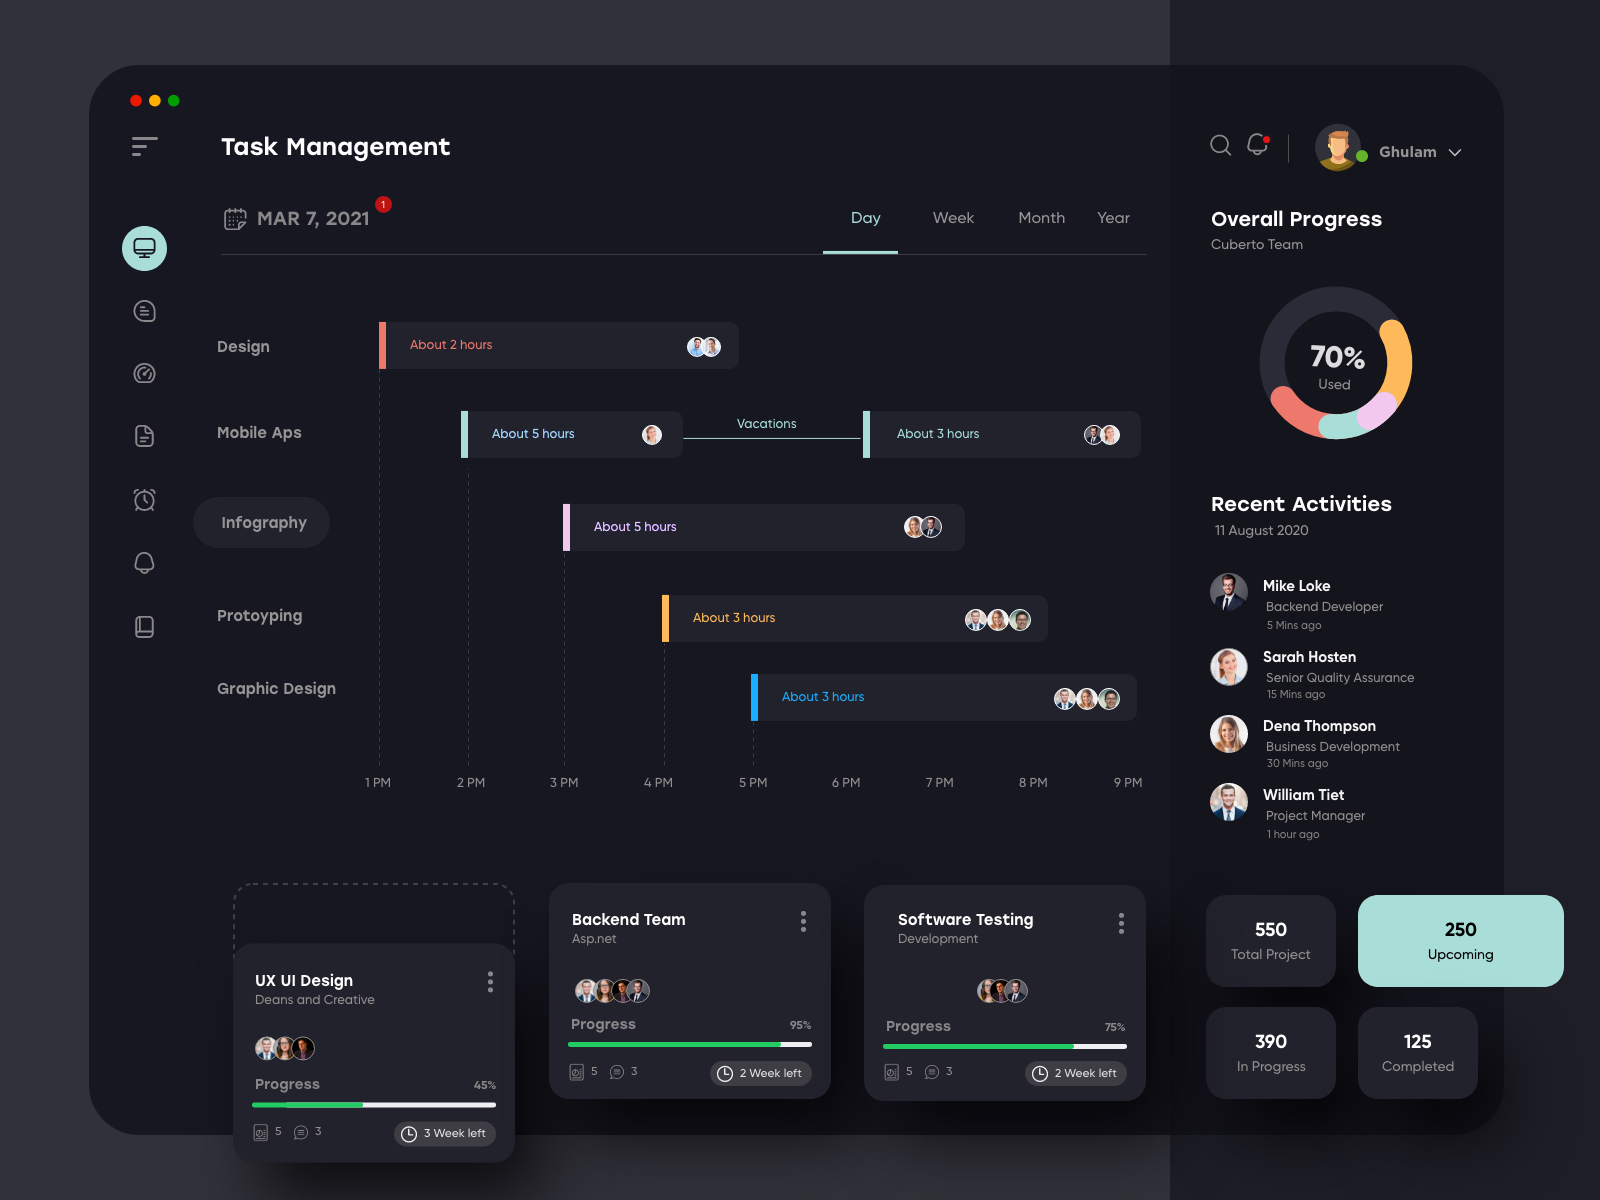 Task Management
Ghulam
MAR 7, 2021
1
Day
Week
Month
Year
Overall Progress
Cuberto Team
70%
Used
Design
About 2 hours
Mobile Aps
About 5 hours
Vacations
About 3 hours
Infography
About 5 hours
Protoyping
About 3 hours
Graphic Design
About 3 hours
1 PM
2 PM
3 PM
4 PM
5 PM
6 PM
7 PM
8 PM
9 PM
Recent Activities
11 August 2020
Mike Loke
Backend Developer
5 Mins ago
Sarah Hosten
Senior Quality Assurance
15 Mins ago
Dena Thompson
Business Development
30 Mins ago
William Tiet
Project Manager
1 hour ago
UX UI Design
Deans and Creative
Progress
45%
5
3
3 Week left
Backend Team
Asp.net
Progress
95%
5
3
2 Week left
Software Testing
Development
Progress
75%
5
3
2 Week left
550
Total Project
250
Upcoming
390
In Progress
125
Completed